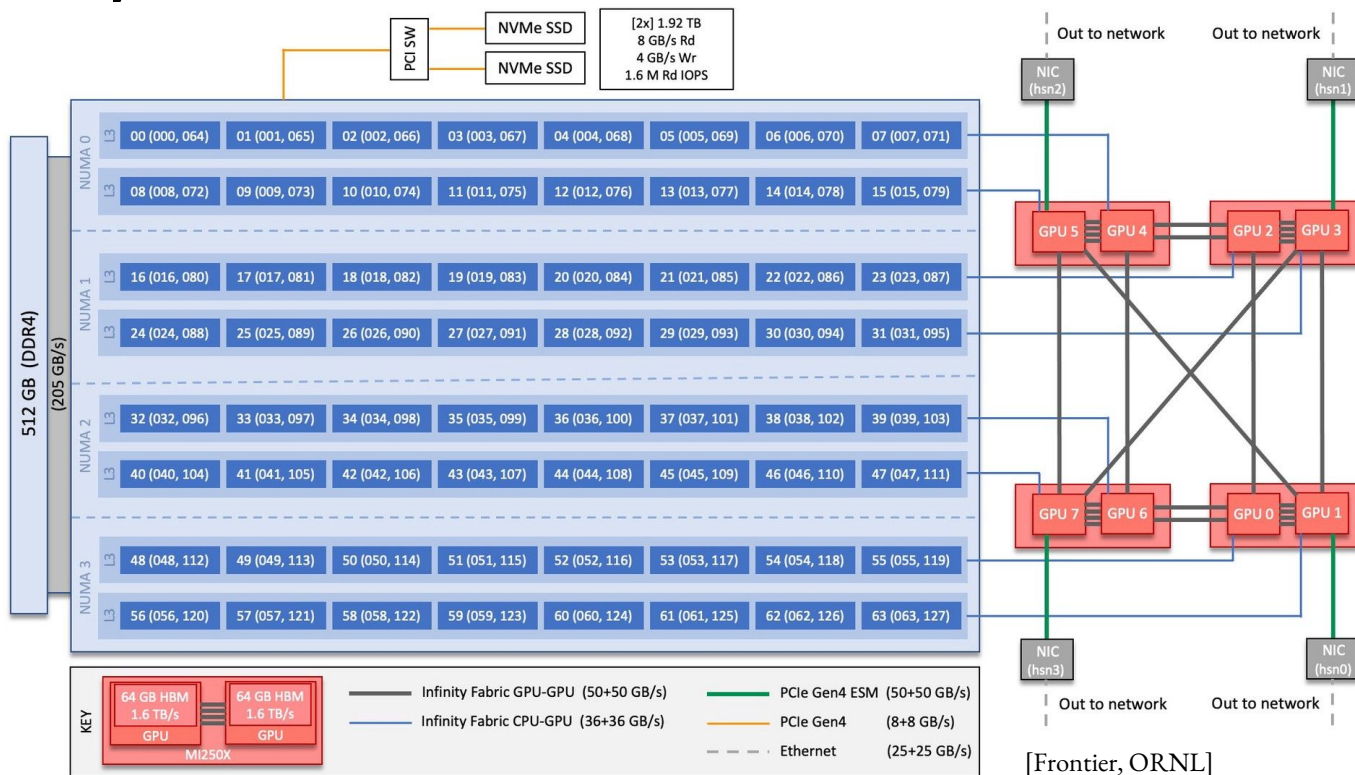 [2x] 1.92 TB
8 GB/s Rd
4 GB/s Wr
1.6 M Rd IOPS
NVMe SSD
NVMe SSD
PCI SW
Out to network
Out to network
NIC
(hsn2)
NIC
(hsn1)
512 GB (DDR4)
(205 GB/s)
NUMA 0
L3
00 (000, 064) 01 (001, 065) 02 (002, 066) 03 (003, 067) 04 (004, 068) 05 (005, 069) 06 (006, 070) 07 (007, 071)
L3
08 (008, 072) 09 (009, 073) 10 (010, 074) 11 (011, 075) 12 (012, 076) 13 (013, 077) 14 (014, 078) 15 (015, 079)
NUMA 1
L3
16 (016, 080) 17 (017, 081) 18 (018, 082) 19 (019, 083) 20 (020, 084) 21 (021, 085) 22 (022, 086) 23 (023, 087)
L3
24 (024, 088) 25 (025, 089) 26 (026, 090) 27 (027, 091) 28 (028, 092) 29 (029, 093) 30 (030, 094) 31 (031, 095)
NUMA 2
L3
32 (032, 096) 33 (033, 097) 34 (034, 098) 35 (035, 099) 36 (036, 100) 37 (037, 101) 38 (038, 102) 39 (039, 103)
L3
40 (040, 104) 41 (041, 105) 42 (042, 106) 43 (043, 107) 44 (044, 108) 45 (045, 109) 46 (046, 110) 47 (047, 111)
NUMA 3
L3
48 (048, 112) 49 (049, 113) 50 (050, 114) 51 (051, 115) 52 (052, 116) 53 (053, 117) 54 (054, 118) 55 (055, 119)
L3
56 (056, 120) 57 (057, 121) 58 (058, 122) 59 (059, 123) 60 (060, 124) 61 (061, 125) 62 (062, 126) 63 (063, 127)
GPU 5 GPU 4 GPU 2 GPU 3
GPU 7 GPU 6 GPU 0 GPU 1
NIC
(hsn3)
NIC
(hsn0)
Out to network
Out to network
KEY
64 GB HBM
1.6 TB/s
GPU
64 GB HBM
1.6 TB/s
GPU
MI250X
Infinity Fabric GPU-GPU (50+50 GB/s)
Infinity Fabric CPU-GPU (36+36 GB/s)
PCIe Gen4 ESM (50+50 GB/s)
PCIe Gen4 (8+8 GB/s)
Ethernet (25+25 GB/s)
[Frontier, ORNL]